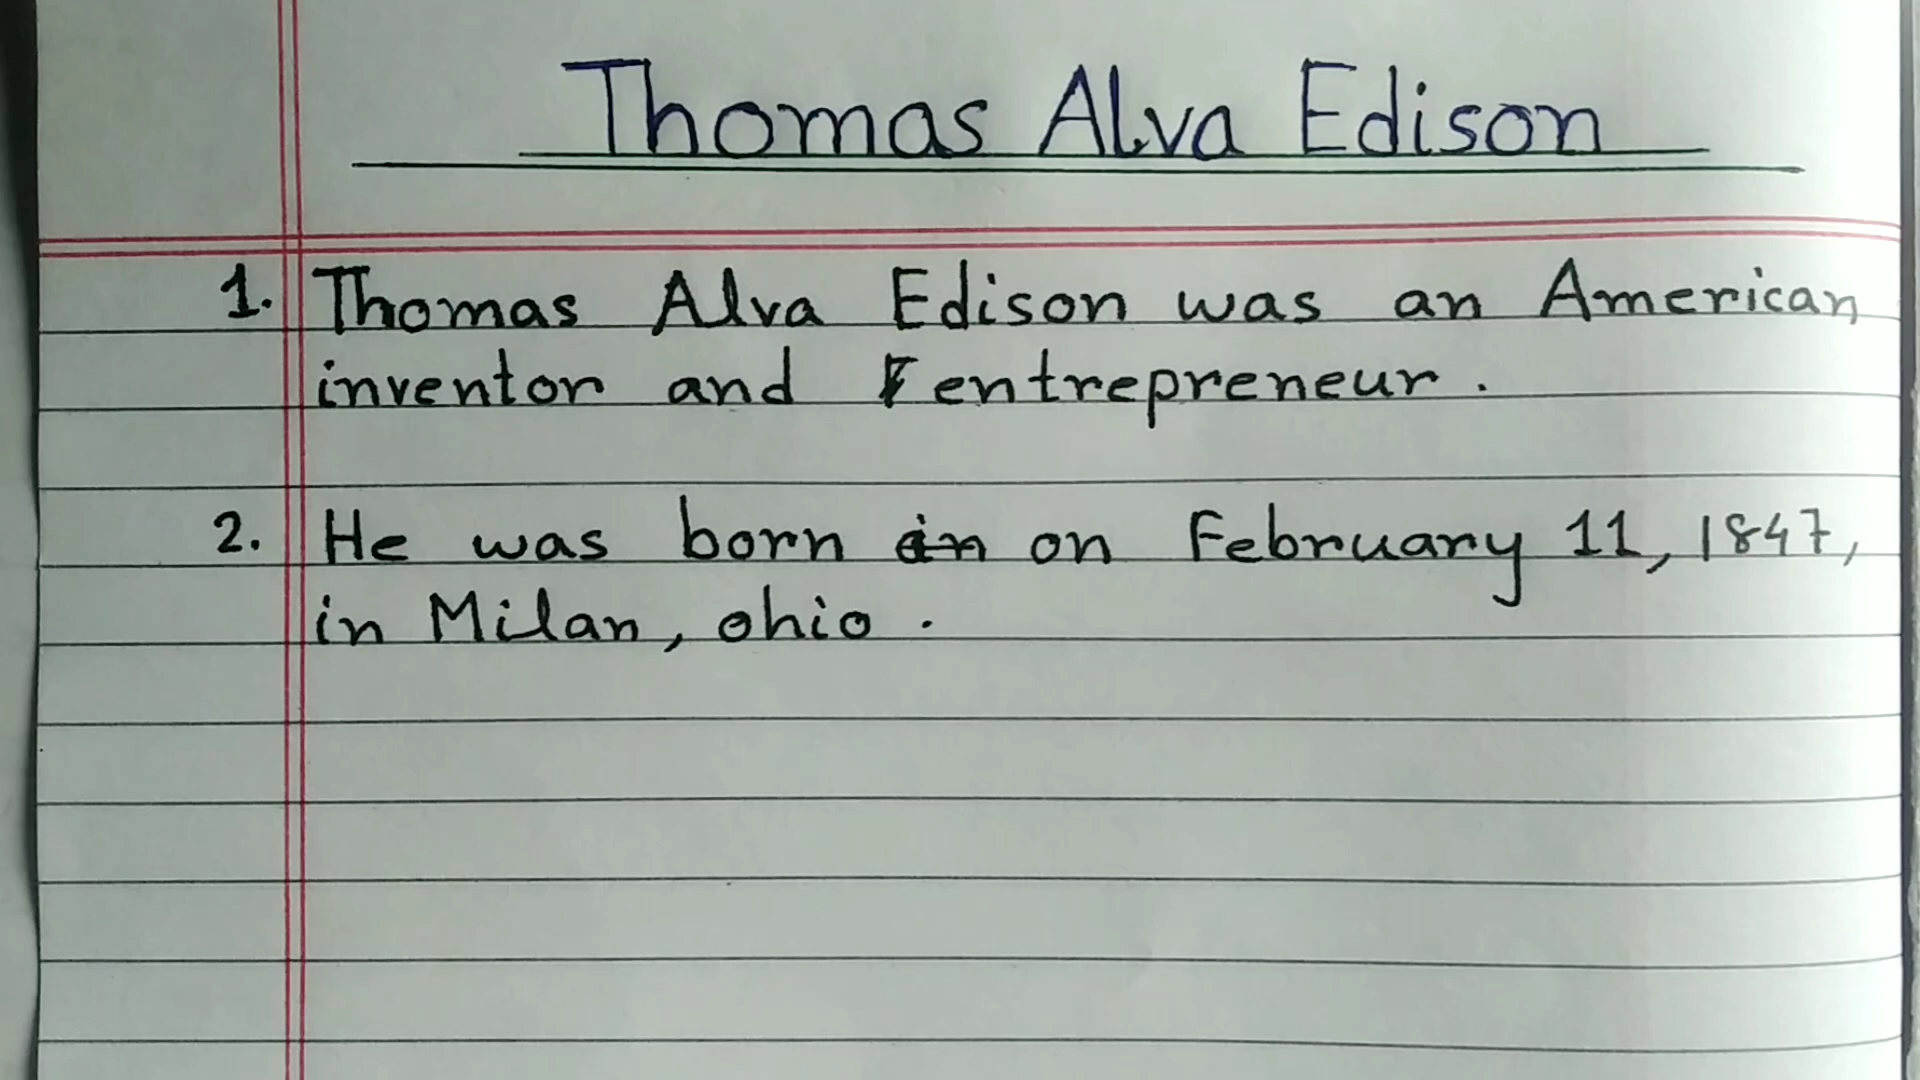 Thomas Alva Edison
1. Thomas Alva Edison was an American
inventor and entrepreneur.
2. He was born in on February 11, 1847,
in Milan, ohio.